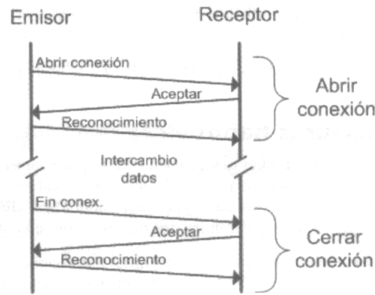 Emisor
Receptor
Abrir conexión
Aceptar
Reconocimiento
Abrir
conexión
Intercambio
datos
Fin conex.
Aceptar
Reconocimiento
Cerrar
conexión